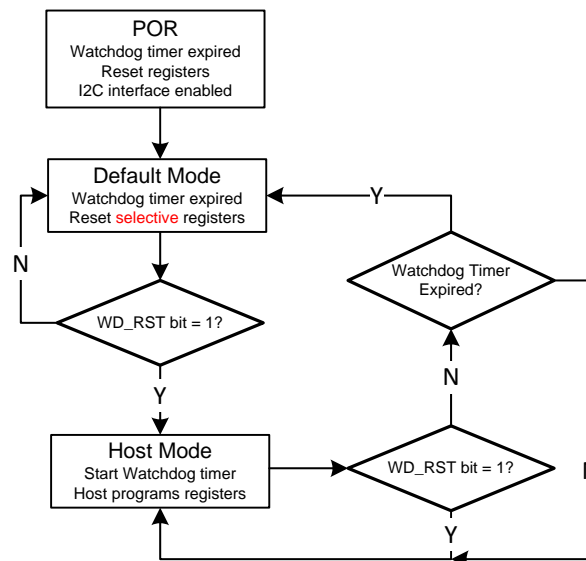 POR
Watchdog timer expired
Reset registers
I2C interface enabled
Default Mode
Watchdog timer expired
Reset selective registers
Y
N
Watchdog Timer
Expired?
WD_RST bit = 1?
Y
N
Host Mode
Start Watchdog timer
Host programs registers
WD_RST bit = 1?
Y